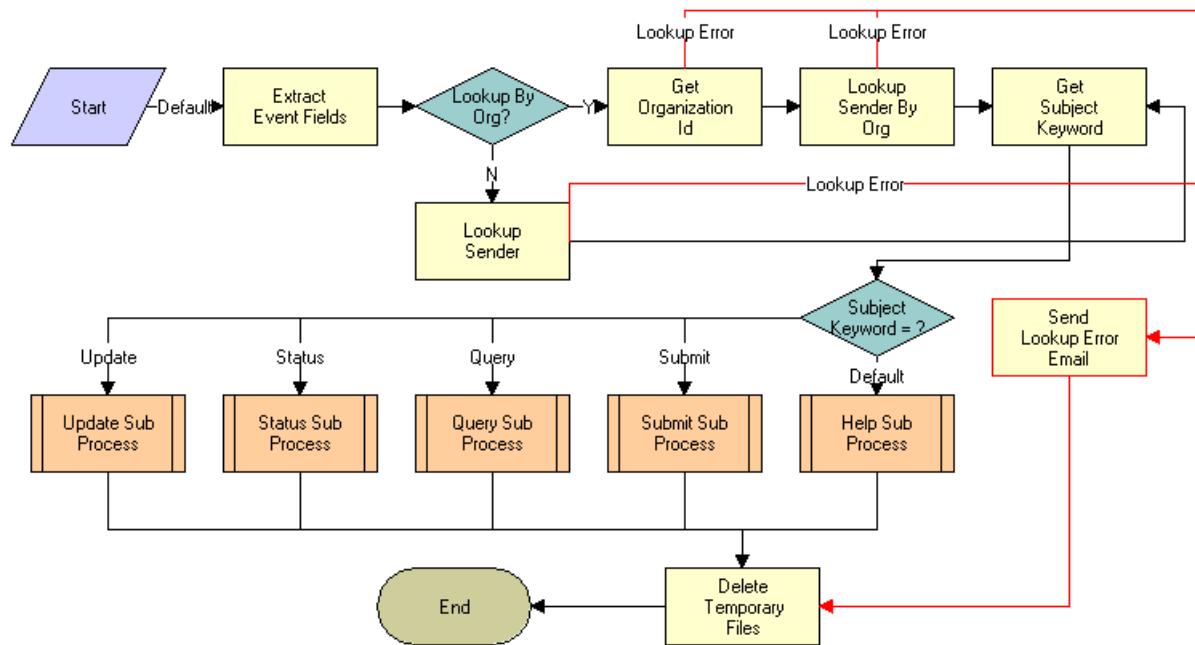 Lookup Error
Lookup Error
Start
Default
Extract
Event Fields
Lookup By
Org?
Y
Get
Organization
Id
Lookup
Sender By
Org
Get
Subject
Keyword
N
Lookup Error
Lookup
Sender
Subject
Keyword = ?
Send
Lookup Error
Email
Update
Status
Query
Submit
Default
Update Sub
Process
Status Sub
Process
Query Sub
Process
Submit Sub
Process
Help Sub
Process
End
Delete
Temporary
Files